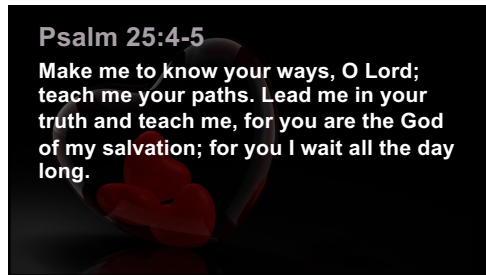 Psalm 25:4-5
Make me to know your ways, O Lord;
teach me your paths. Lead me in your
truth and teach me, for you are the God
of my salvation; for you I wait all the day
long.